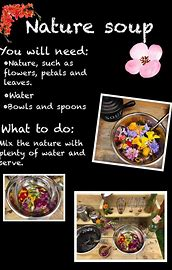 Nature soup
You will need:
•Nature, such as
flowers, petals and
leaves.
•Water
•Bowls and spoons
What to do:
Mix the nature with
plenty of water and
serve.
SOUP